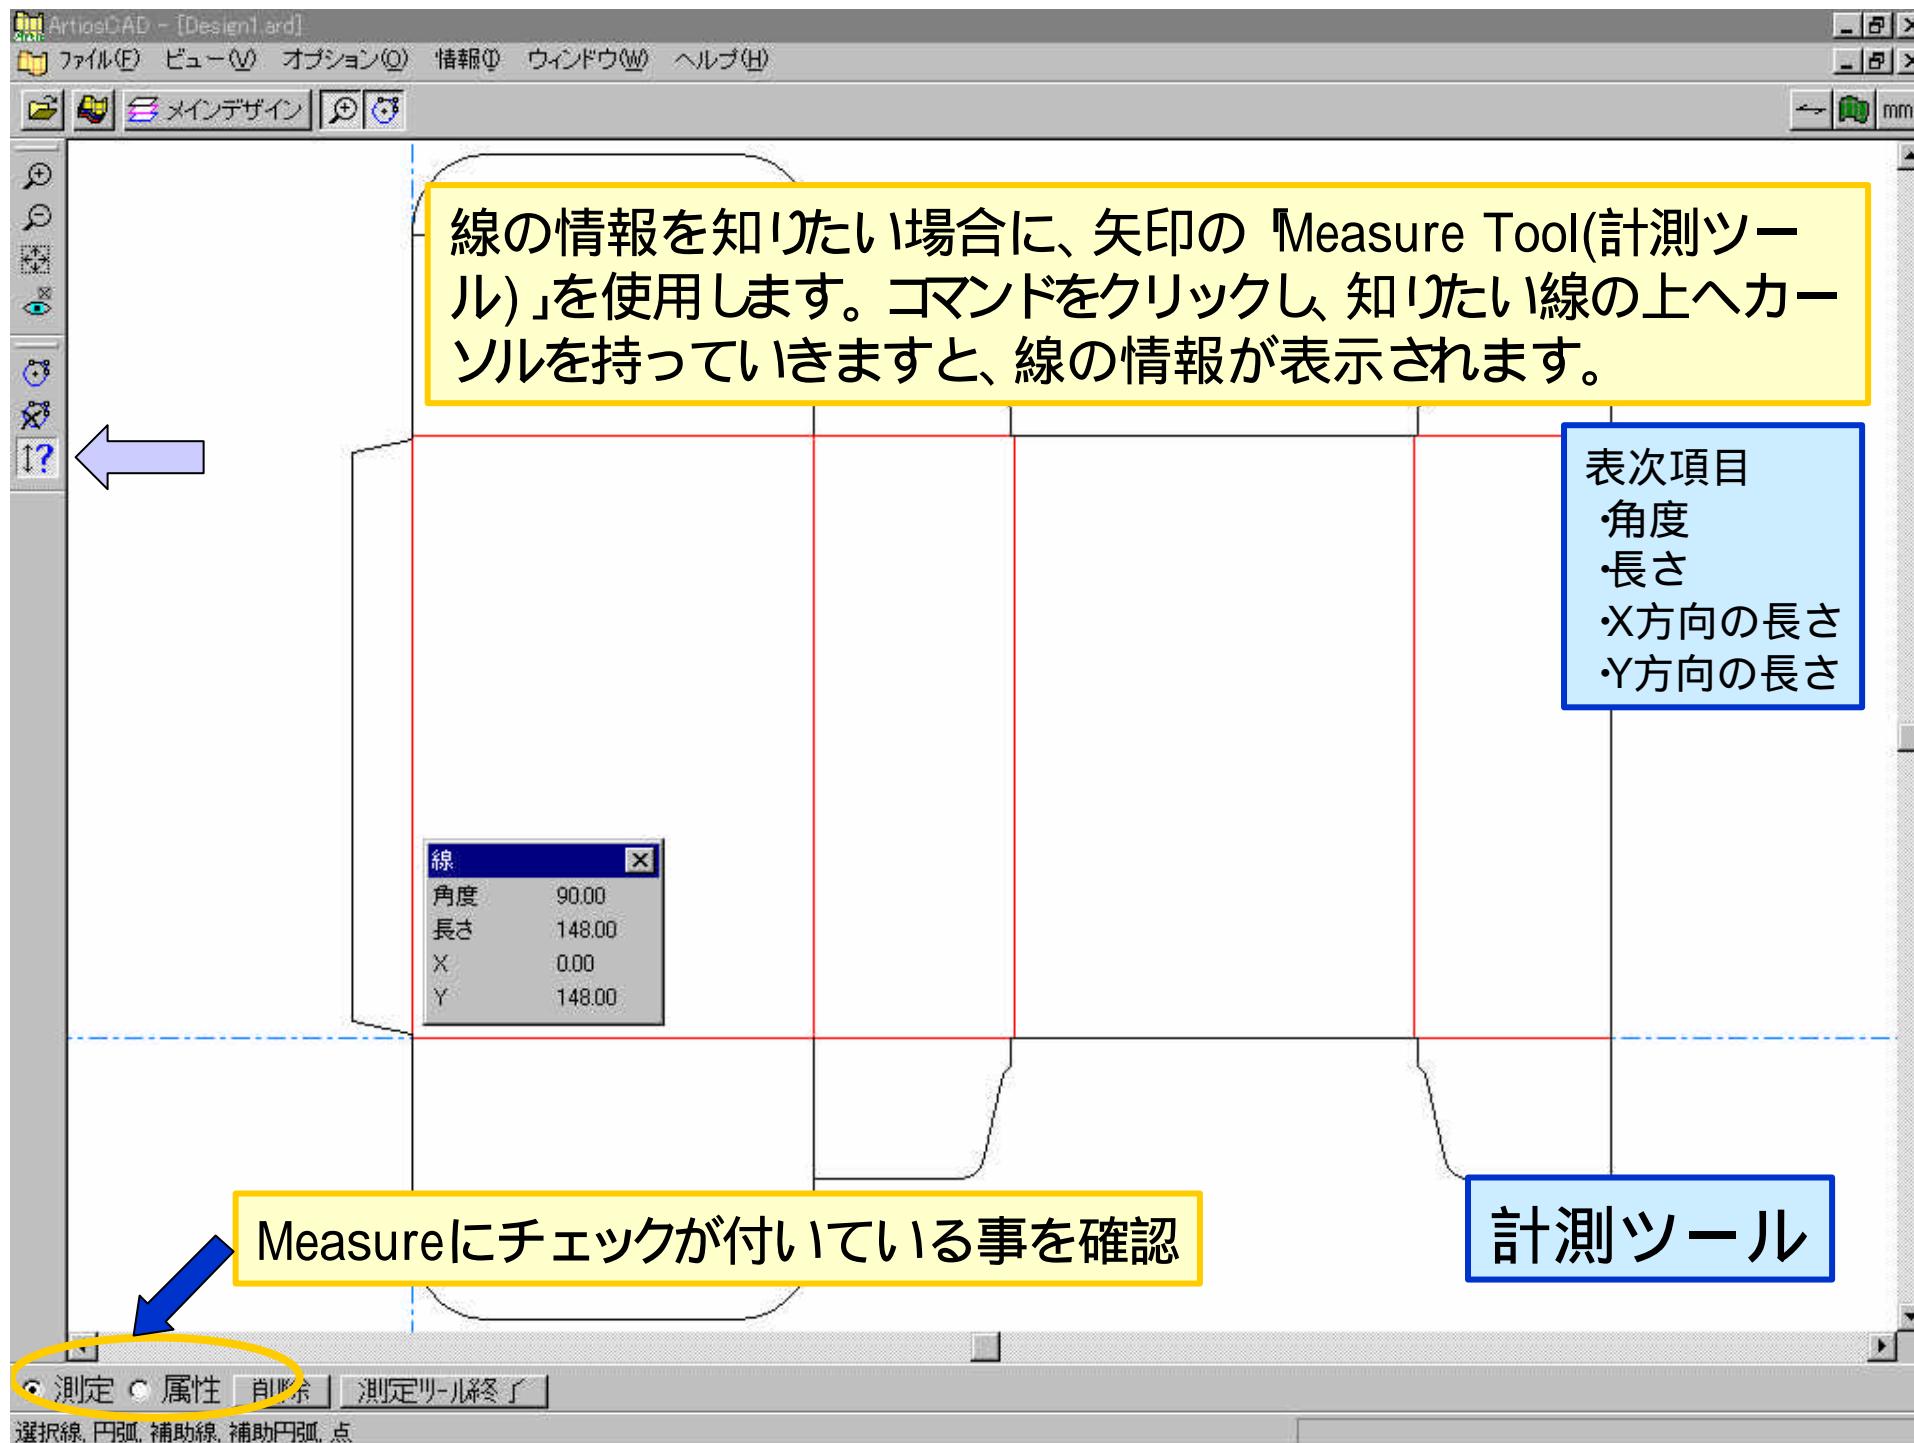 ArtiosCAD - [Design1.ard]
ファイル(F) ビュー(V) オプション(O) 情報(I) ウィンドウ(W) ヘルプ(H)
メインデザイン
mm
線の情報を知りたい場合に、矢印の「Measure Tool(計測ツー
ル)」を使用します。コマンドをクリックし、知りたい線の上へカー
ソルを持っていきますと、線の情報が表示されます。
表次項目
・角度
・長さ
・X方向の長さ
・Y方向の長さ
線
角度 90.00
長さ 148.00
X 0.00
Y 148.00
Measureにチェックが付いている事を確認
計測ツール
測定 属性 削除 測定ツール終了
選択線, 円弧, 補助線, 補助円弧, 点